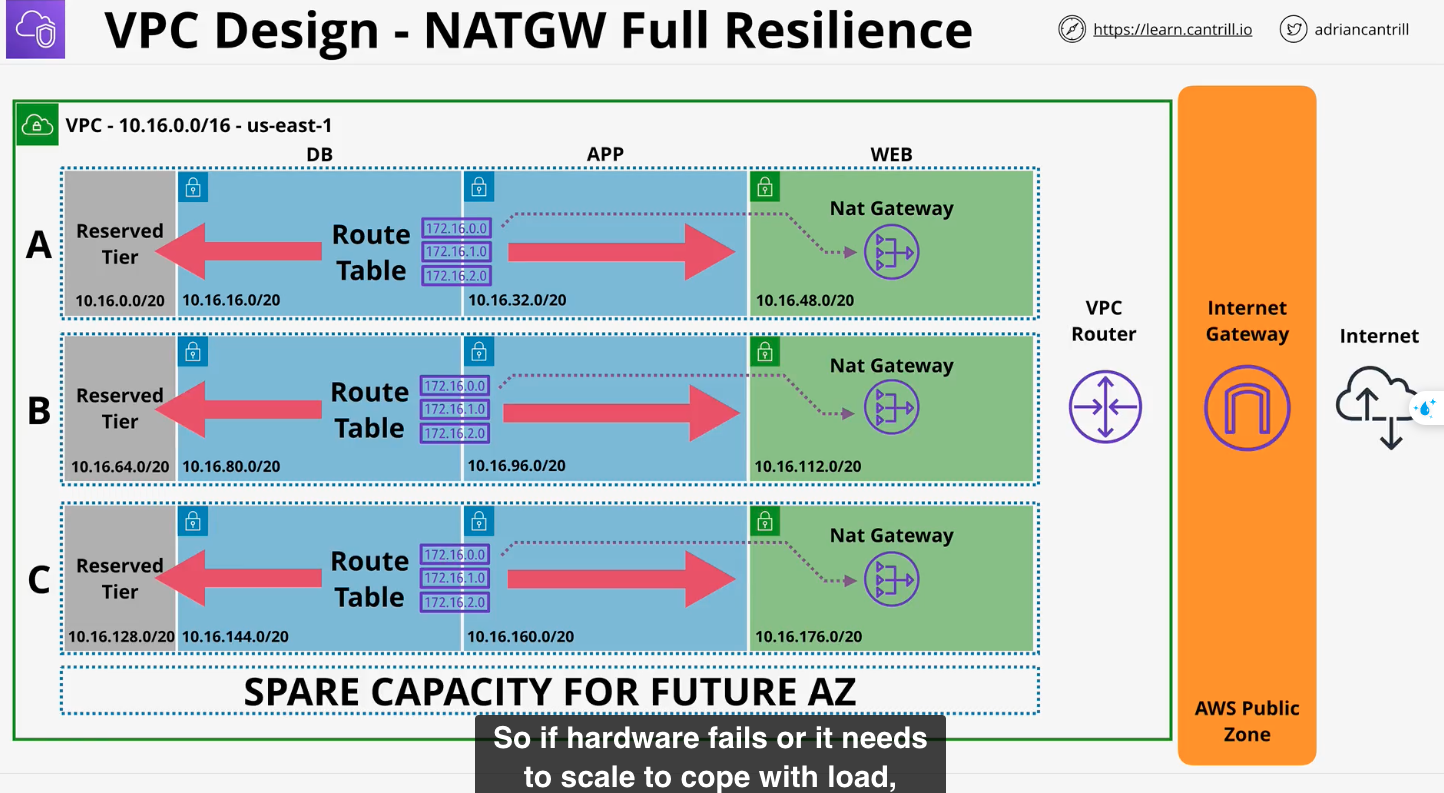 VPC Design - NATGW Full Resilience
https://learn.cantrill.io
adriancantrill
VPC - 10.16.0.0/16 - us-east-1
DB
APP
WEB
A
Reserved
Tier
10.16.0.0/20
Route
Table
172.16.0.0
172.16.1.0
172.16.2.0
10.16.16.0/20
10.16.32.0/20
Nat Gateway
10.16.48.0/20
B
Reserved
Tier
10.16.64.0/20
Route
Table
172.16.0.0
172.16.1.0
172.16.2.0
10.16.80.0/20
10.16.96.0/20
Nat Gateway
10.16.112.0/20
C
Reserved
Tier
10.16.128.0/20
Route
Table
172.16.0.0
172.16.1.0
172.16.2.0
10.16.144.0/20
10.16.160.0/20
Nat Gateway
10.16.176.0/20
SPARE CAPACITY FOR FUTURE AZ
VPC
Router
Internet
Gateway
AWS Public
Zone
Internet
So if hardware fails or it needs
to scale to cope with load,